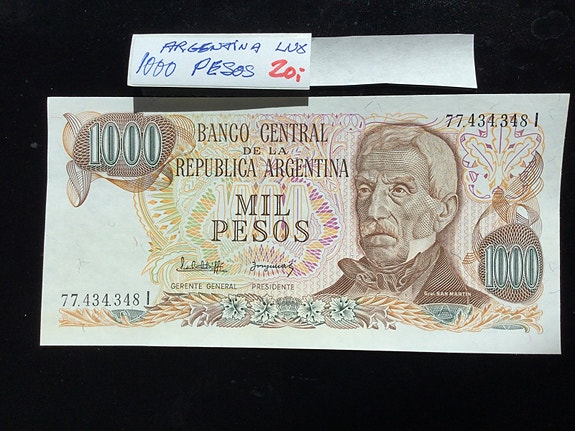 ARGENTINA LUX
1000 PESOS 20,-
77.434.348 I
1000
BANCO CENTRAL
DE LA
REPUBLICA ARGENTINA
MIL
PESOS
1000
GERENTE GENERAL PRESIDENTE
Gral. SAN MARTIN
77.434.348 I